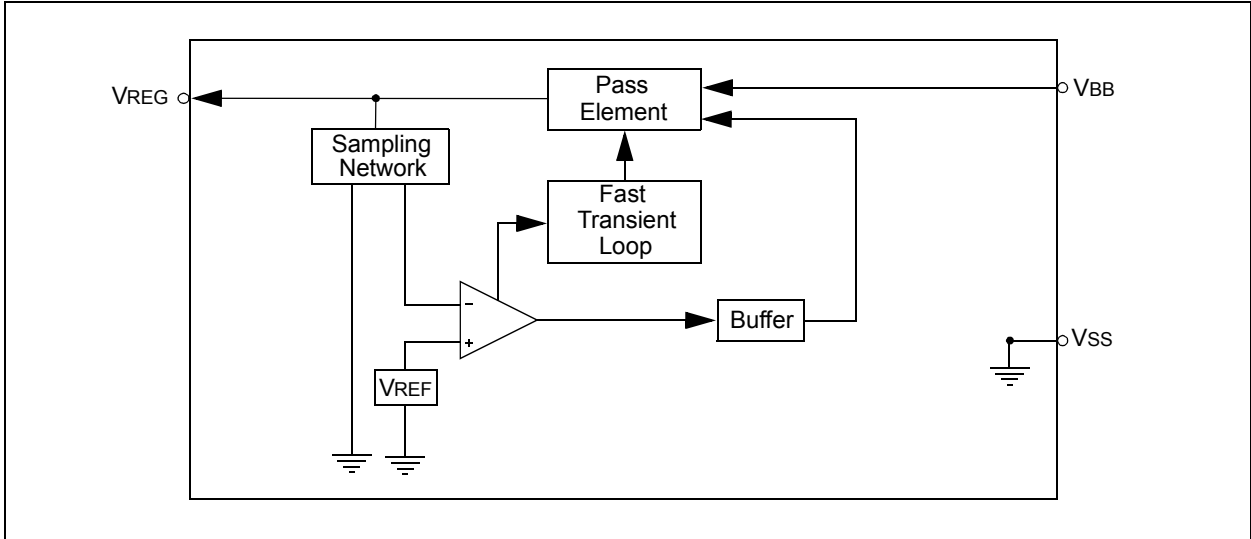 VREG
Pass
Element
VBB
Sampling
Network
Fast
Transient
Loop
−
+
Buffer
VSS
VREF